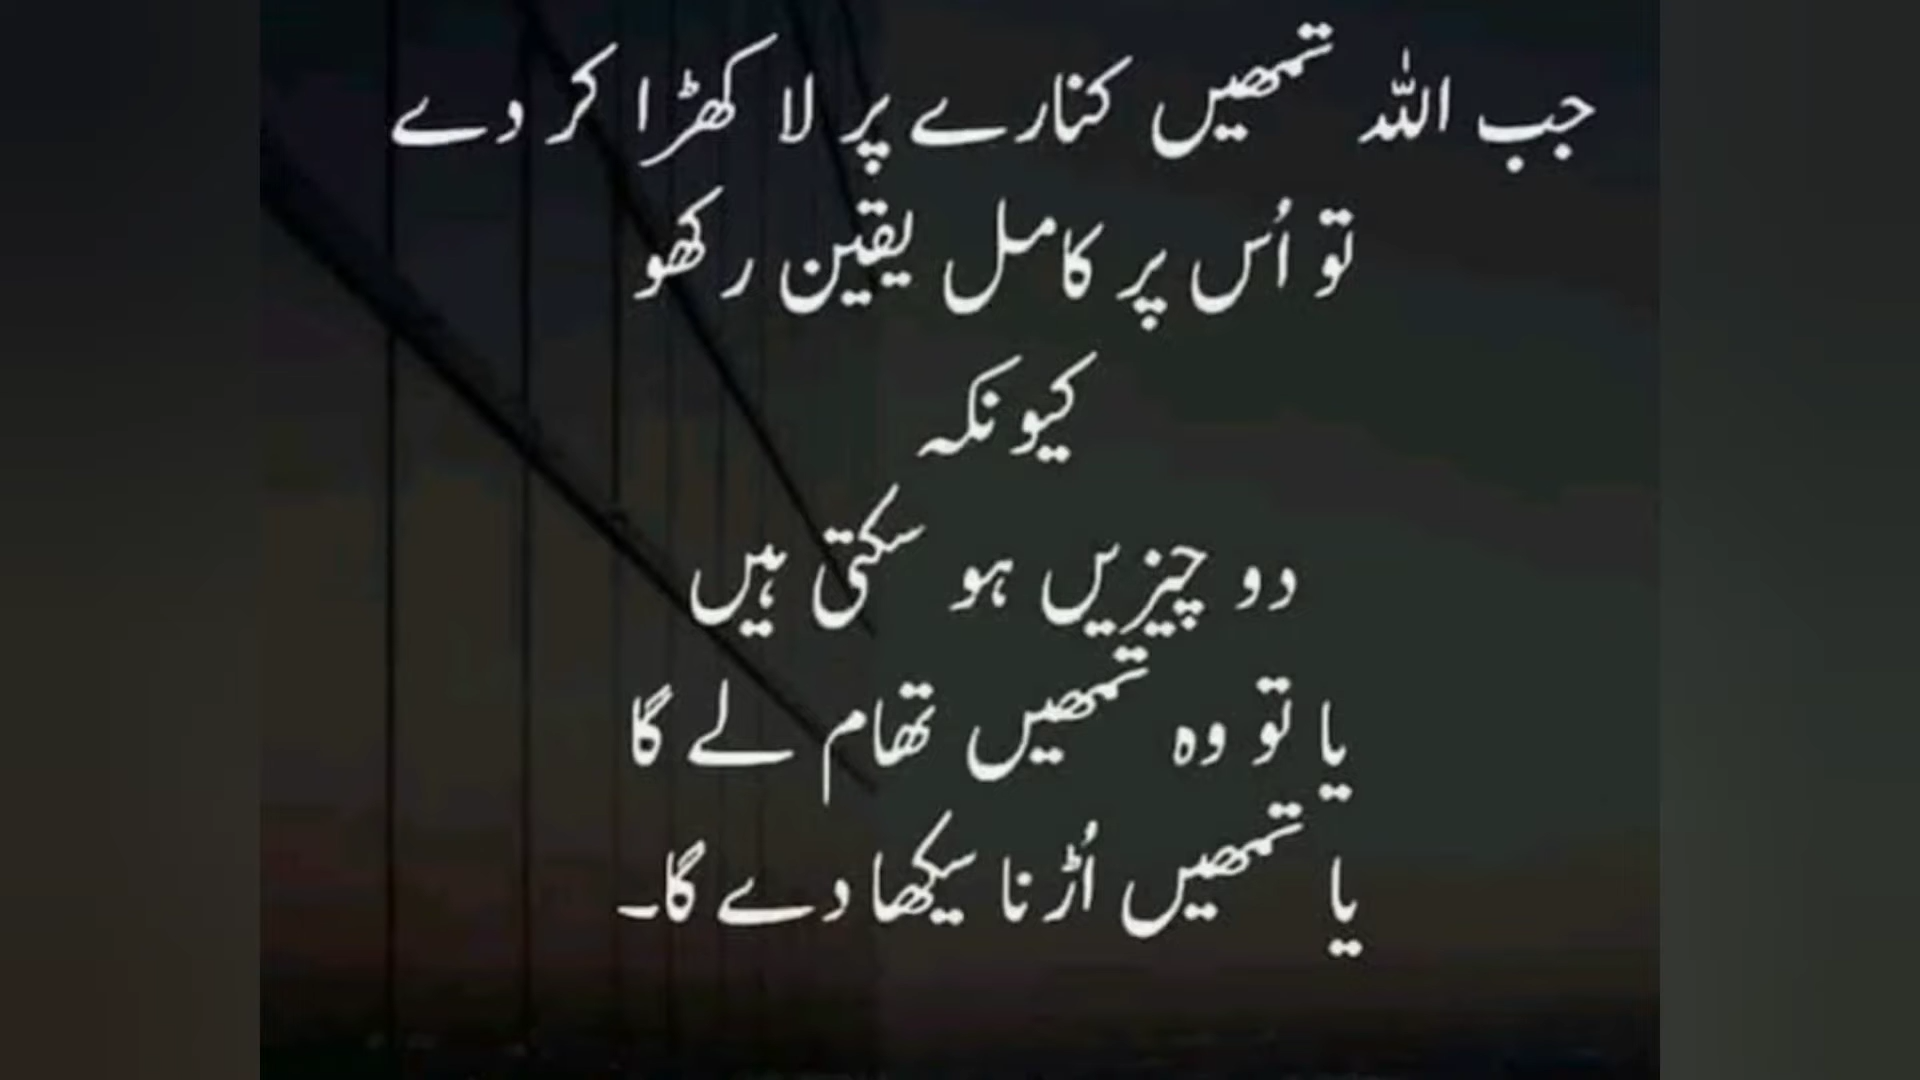 جب اللہ تمھیں کنارے پر لا کھڑا کر دے
تو اُس پر کامل یقین رکھو
کیونکہ
دو چیزیں ہو سکتی ہیں
یا تو وہ تمھیں تھام لے گا
یا تمھیں اُڑنا سیکھا دے گا۔